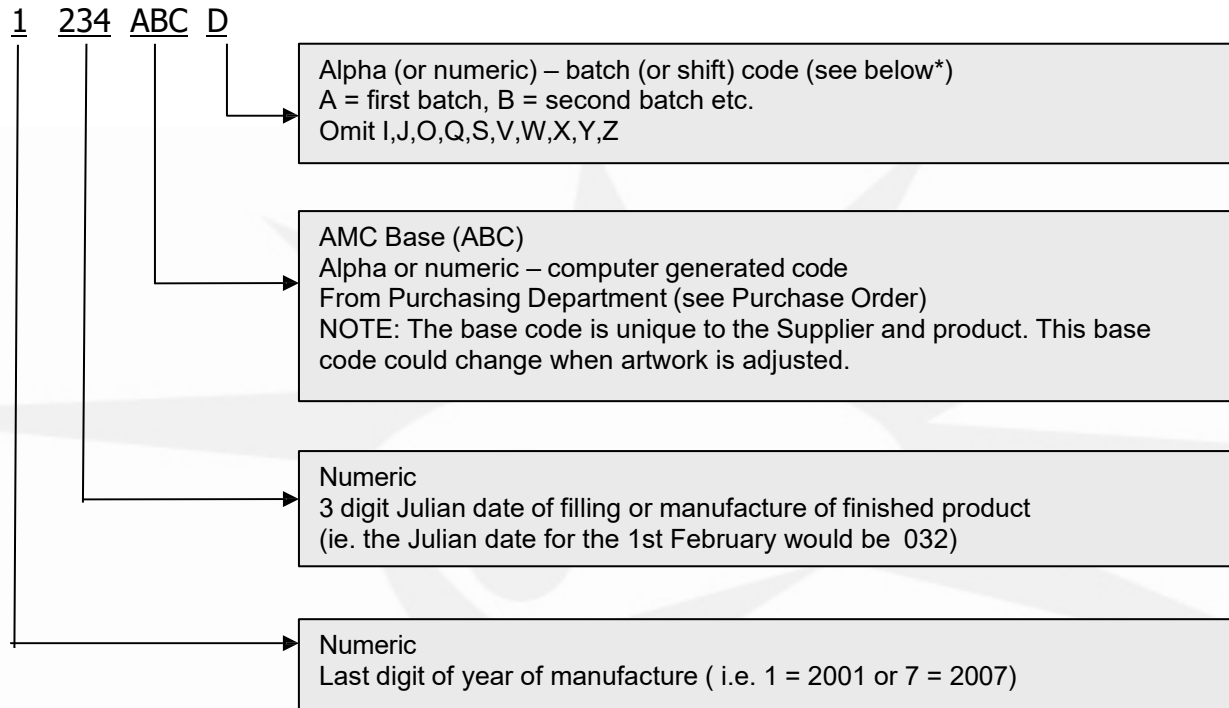 1 234 ABC D
Alpha (or numeric) – batch (or shift) code (see below*)
A = first batch, B = second batch etc.
Omit I,J,O,Q,S,V,W,X,Y,Z
AMC Base (ABC)
Alpha or numeric – computer generated code
From Purchasing Department (see Purchase Order)
NOTE: The base code is unique to the Supplier and product. This base
code could change when artwork is adjusted.
Numeric
3 digit Julian date of filling or manufacture of finished product
(ie. the Julian date for the 1st February would be 032)
Numeric
Last digit of year of manufacture ( i.e. 1 = 2001 or 7 = 2007)